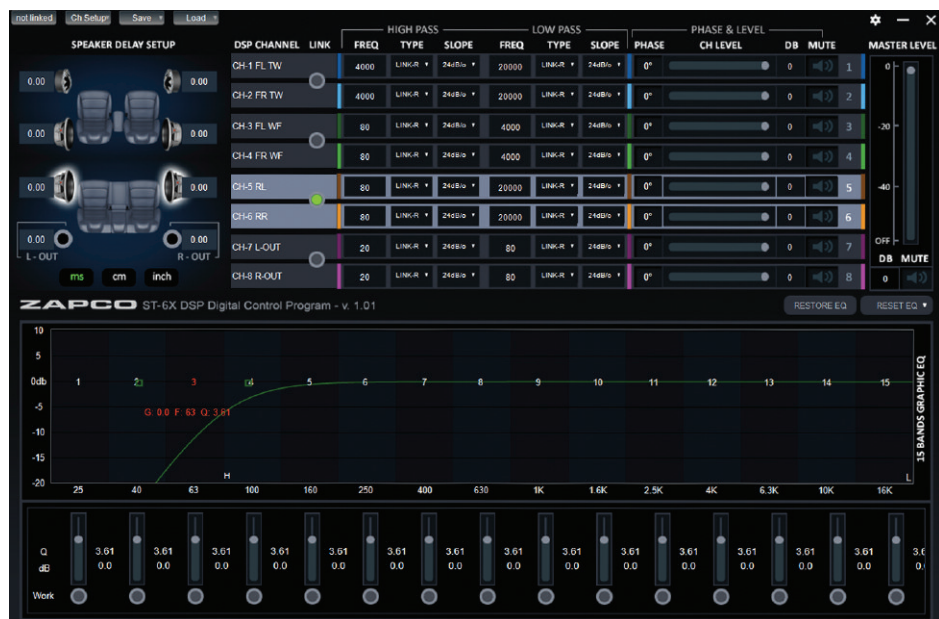 not linked Ch Setup Save Load
HIGH PASS LOW PASS PHASE & LEVEL
SPEAKER DELAY SETUP DSP CHANNEL LINK FREQ TYPE SLOPE FREQ TYPE SLOPE PHASE CH LEVEL DB MUTE MASTER LEVEL
CH-1 FL TW 4000 LINK-R 24dB/o 20000 LINK-R 24dB/o 0° 0 1 0
0.00 0.00
CH-2 FR TW 4000 LINK-R 24dB/o 20000 LINK-R 24dB/o 0° 0 2
CH-3 FL WF 80 LINK-R 24dB/o 4000 LINK-R 24dB/o 0° 0 3 -20
0.00 0.00
CH-4 FR WF 80 LINK-R 24dB/o 4000 LINK-R 24dB/o 0° 0 4
0.00 0.00 CH-5 RL 80 LINK-R 24dB/o 20000 LINK-R 24dB/o 0° 0 5 -40
CH-6 RR 80 LINK-R 24dB/o 20000 LINK-R 24dB/o 0° 0 6
0.00 0.00 CH-7 L-OUT 20 LINK-R 24dB/o 80 LINK-R 24dB/o 0° 0 7 OFF
L - OUT R - OUT DB MUTE
ms cm inch CH-8 R-OUT 20 LINK-R 24dB/o 80 LINK-R 24dB/o 0° 0 8 0
ZAPCO ST-6X DSP Digital Control Program - v. 1.01 RESTORE EQ RESET EQ
10
5
0db 1 2 3 4 5 6 7 8 9 10 11 12 13 14 15
-5 G: 0.0 F: 63 Q: 3.61
-10
-15
H L
-20
25 40 63 100 160 250 400 630 1K 1.6K 2.5K 4K 6.3K 10K 16K
15 BANDS GRAPHIC EQ
Q 3.61 3.61 3.61 3.61 3.61 3.61 3.61 3.61 3.61 3.61 3.61 3.61 3.61 3.61 3.6
dB 0.0 0.0 0.0 0.0 0.0 0.0 0.0 0.0 0.0 0.0 0.0 0.0 0.0 0.0 0.0
Work